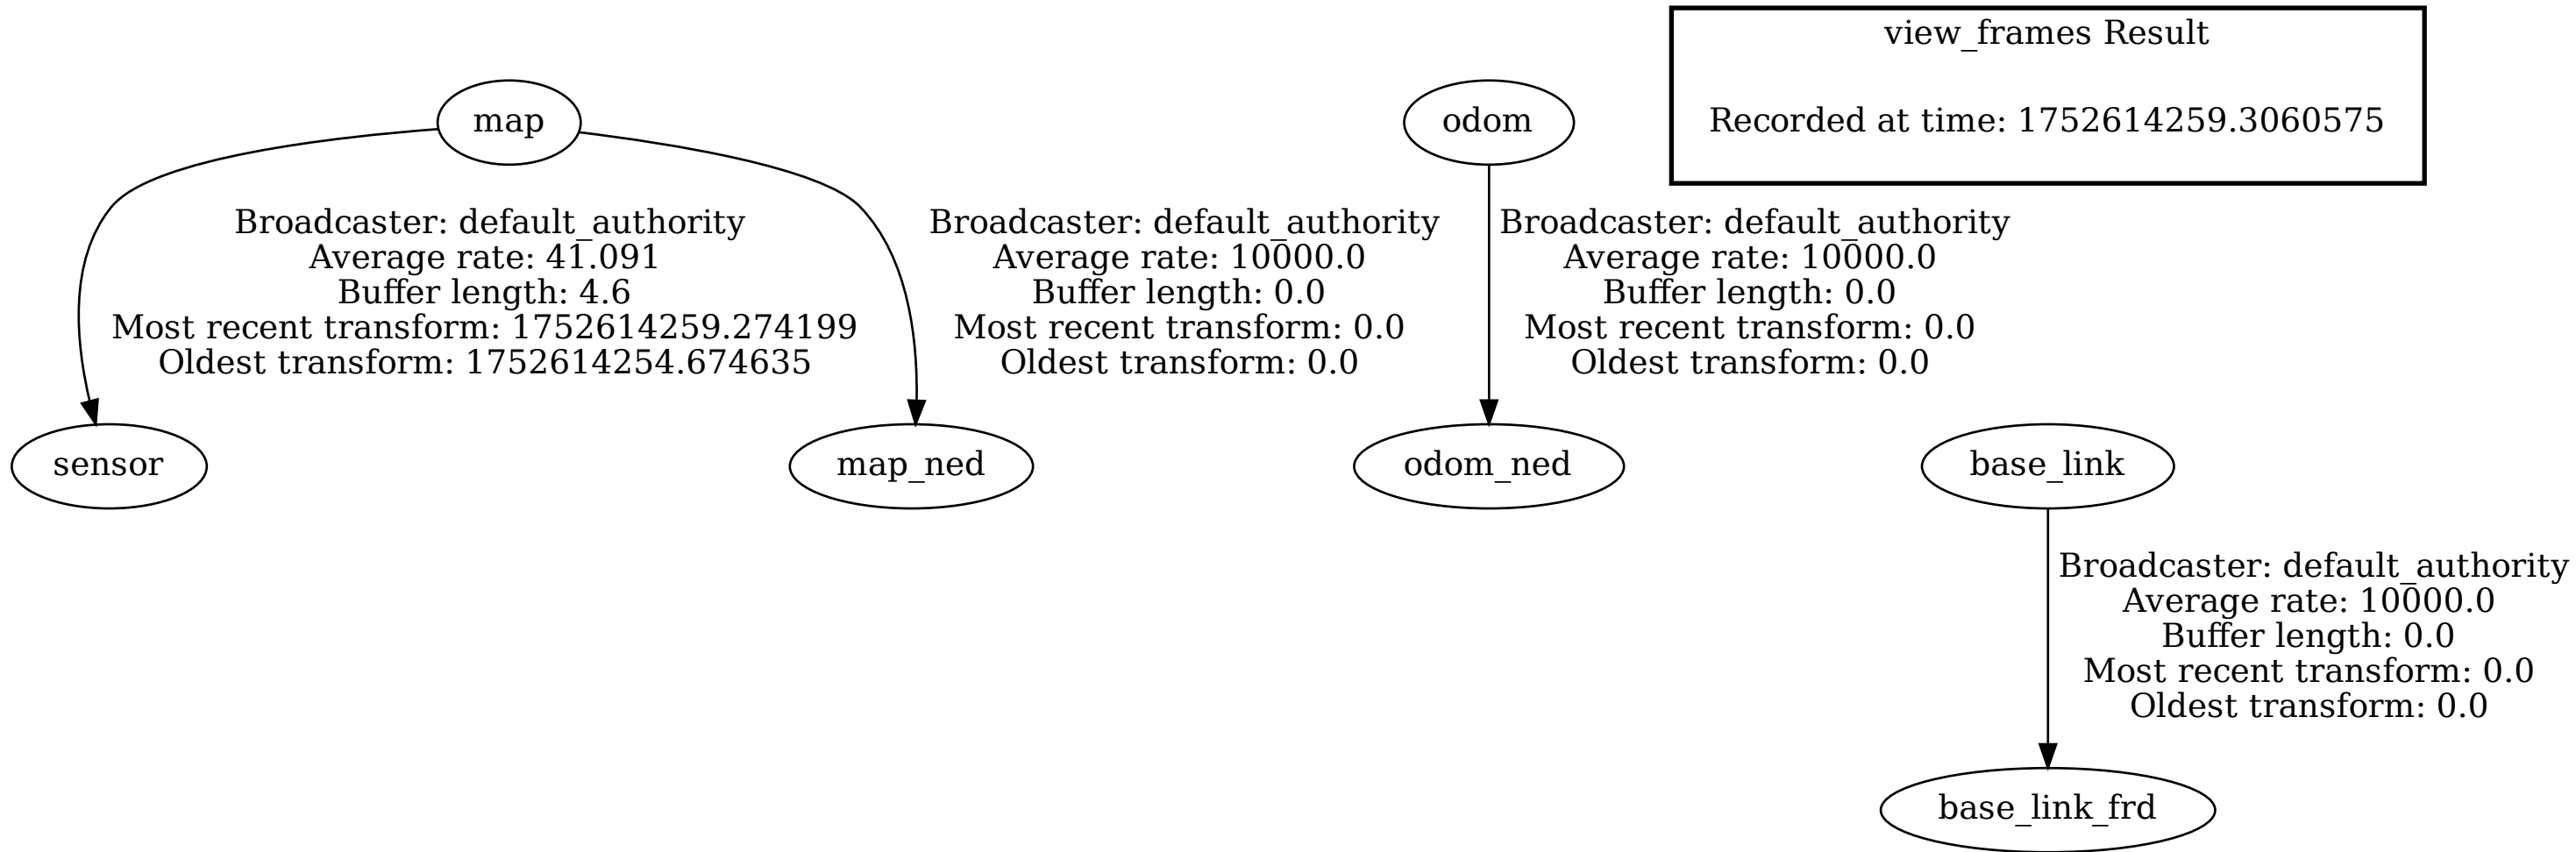 view_frames Result
Recorded at time: 1752614259.3060575
map
odom
Broadcaster: default_authority
Average rate: 41.091
Buffer length: 4.6
Most recent transform: 1752614259.274199
Oldest transform: 1752614254.674635
Broadcaster: default_authority
Average rate: 10000.0
Buffer length: 0.0
Most recent transform: 0.0
Oldest transform: 0.0
Broadcaster: default_authority
Average rate: 10000.0
Buffer length: 0.0
Most recent transform: 0.0
Oldest transform: 0.0
sensor
map_ned
odom_ned
base_link
Broadcaster: default_authority
Average rate: 10000.0
Buffer length: 0.0
Most recent transform: 0.0
Oldest transform: 0.0
base_link_frd